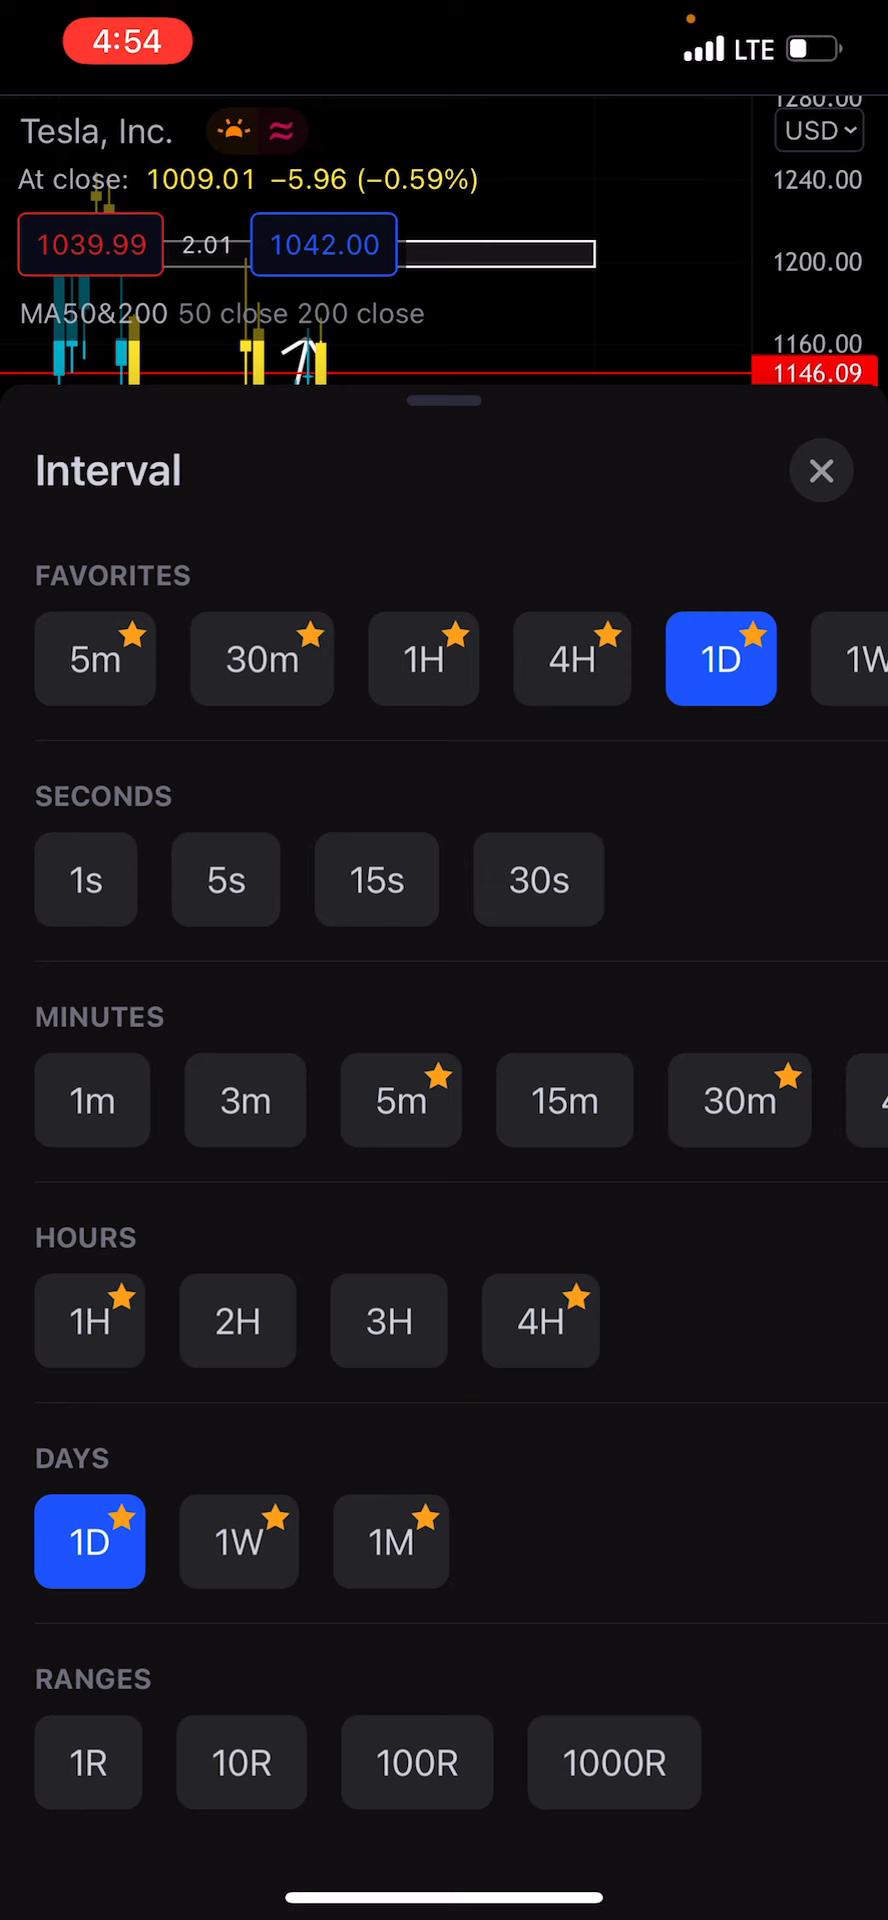 4:54
LTE
1280.00
Tesla, Inc.
USD
At close: 1009.01 −5.96 (−0.59%)
1240.00
1039.99 2.01 1042.00
1200.00
MA50&200 50 close 200 close
1160.00
1146.09
Interval
FAVORITES
5m 30m 1H 4H 1D 1W
SECONDS
1s 5s 15s 30s
MINUTES
1m 3m 5m 15m 30m
HOURS
1H 2H 3H 4H
DAYS
1D 1W 1M
RANGES
1R 10R 100R 1000R